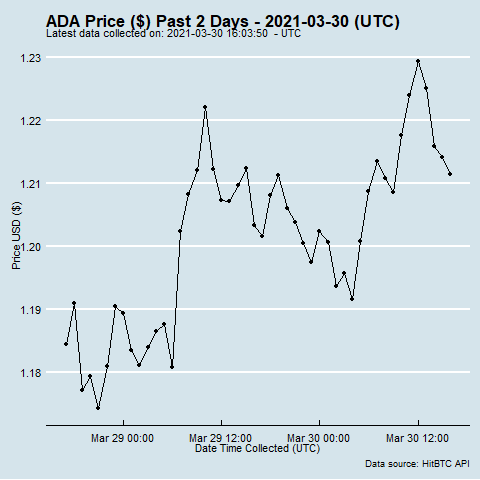 ADA Price ($) Past 2 Days - 2021-03-30 (UTC)
Latest data collected on: 2021-03-30 16:03:50 - UTC
1.23
1.22
1.21
1.20
1.19
1.18
Price USD ($)
Mar 29 00:00 Mar 29 12:00 Mar 30 00:00 Mar 30 12:00
Date Time Collected (UTC)
Data source: HitBTC API